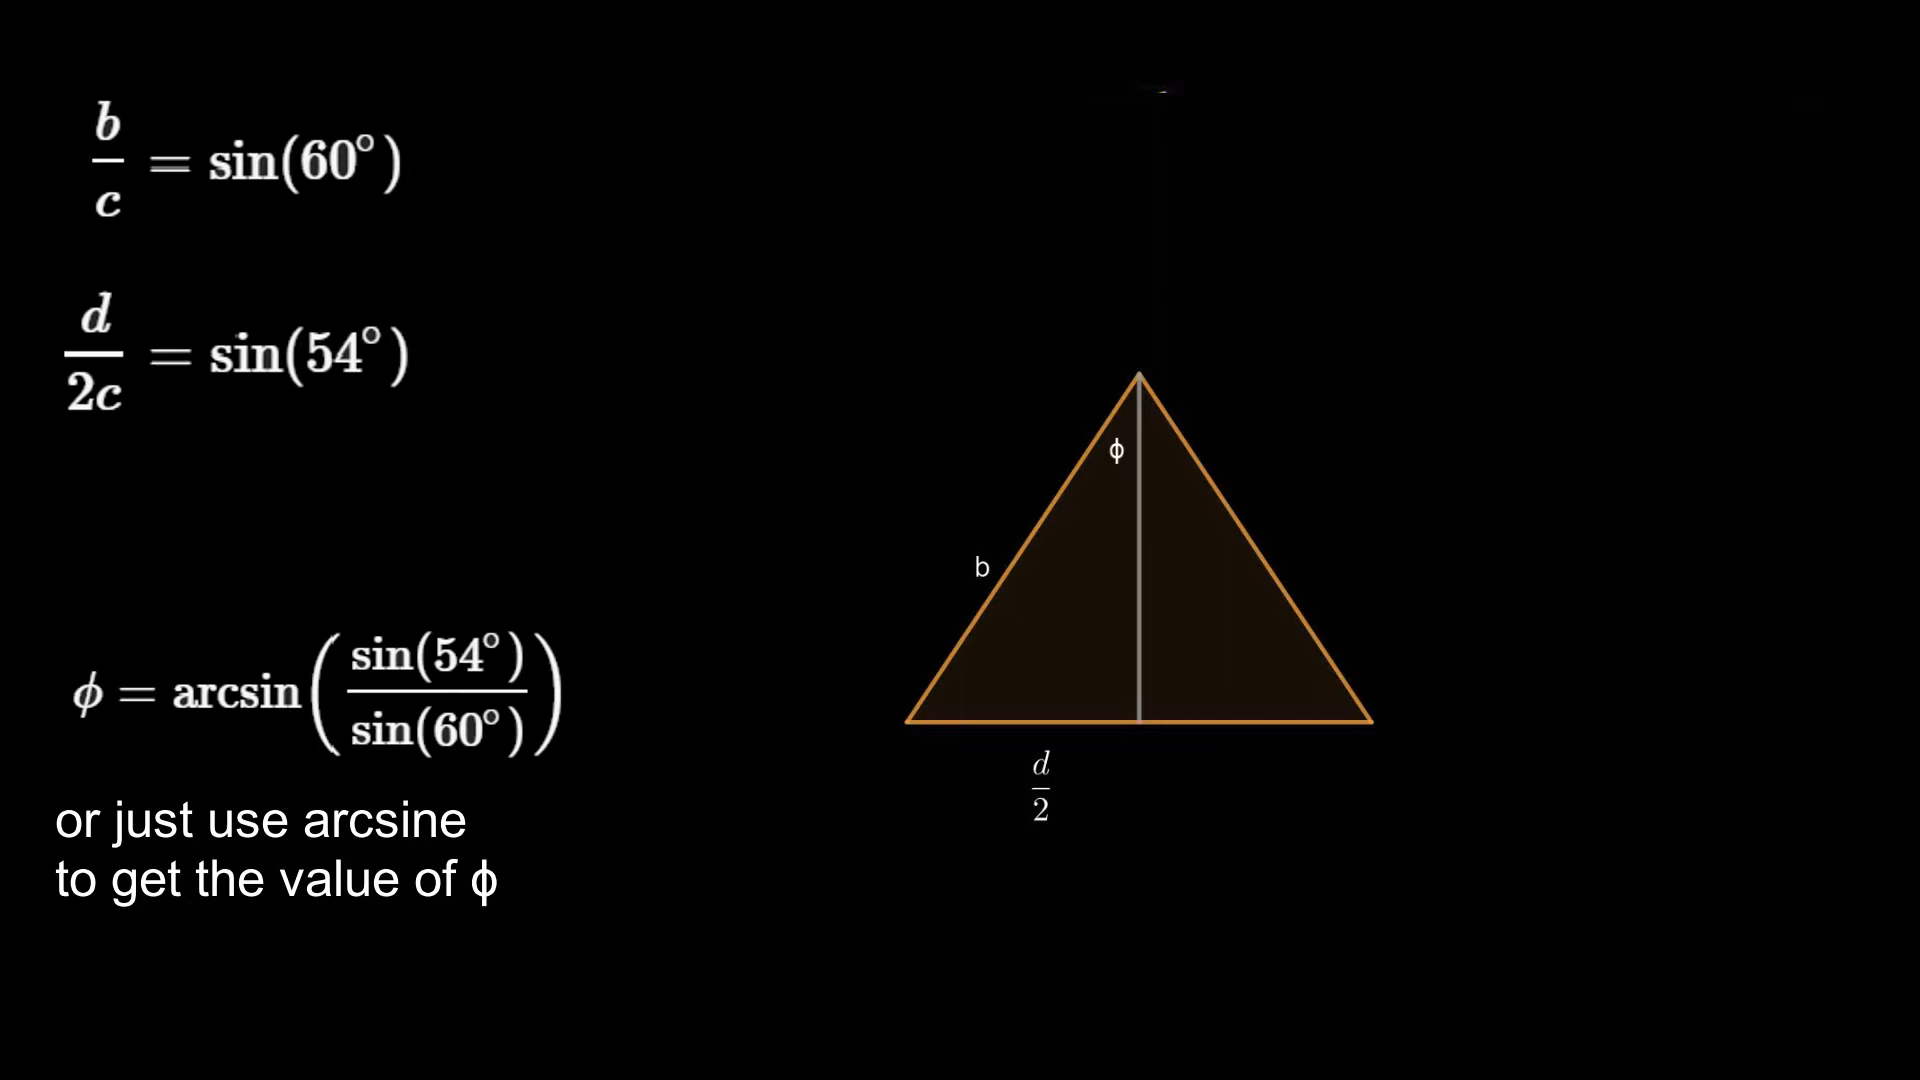 b/c = sin(60°)
d/2c = sin(54°)
ϕ
b
ϕ = arcsin(sin(54°)/sin(60°))
d/2
or just use arcsine
to get the value of ϕ